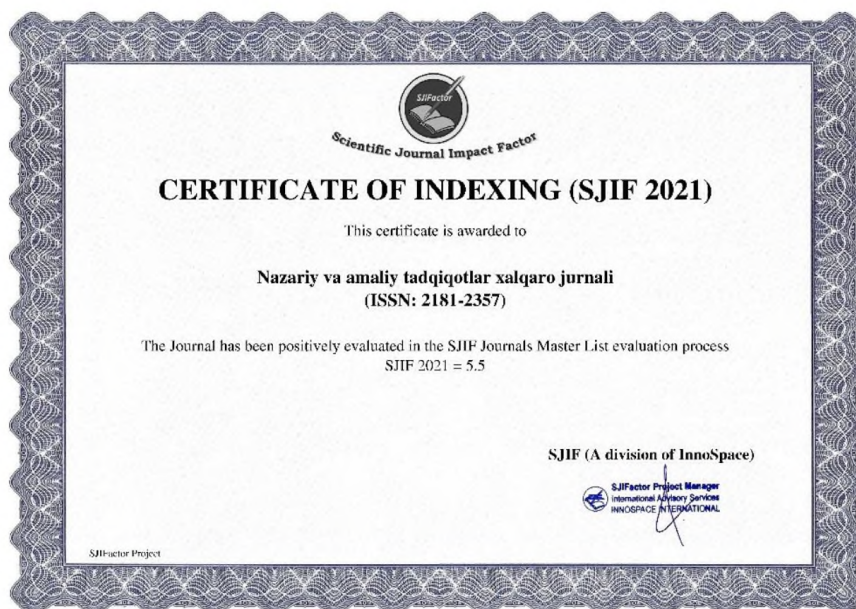 SJIFactor
Scientific Journal Impact Factor
CERTIFICATE OF INDEXING (SJIF 2021)
This certificate is awarded to
Nazariy va amaliy tadqiqotlar xalqaro jurnali
(ISSN: 2181-2357)
The Journal has been positively evaluated in the SJIF Journals Master List evaluation process
SJIF 2021 = 5.5
SJIF (A division of InnoSpace)
SJIFactor Project Manager
International Advisory Services
INNOSPACE INTERNATIONAL
SJIFactor Project